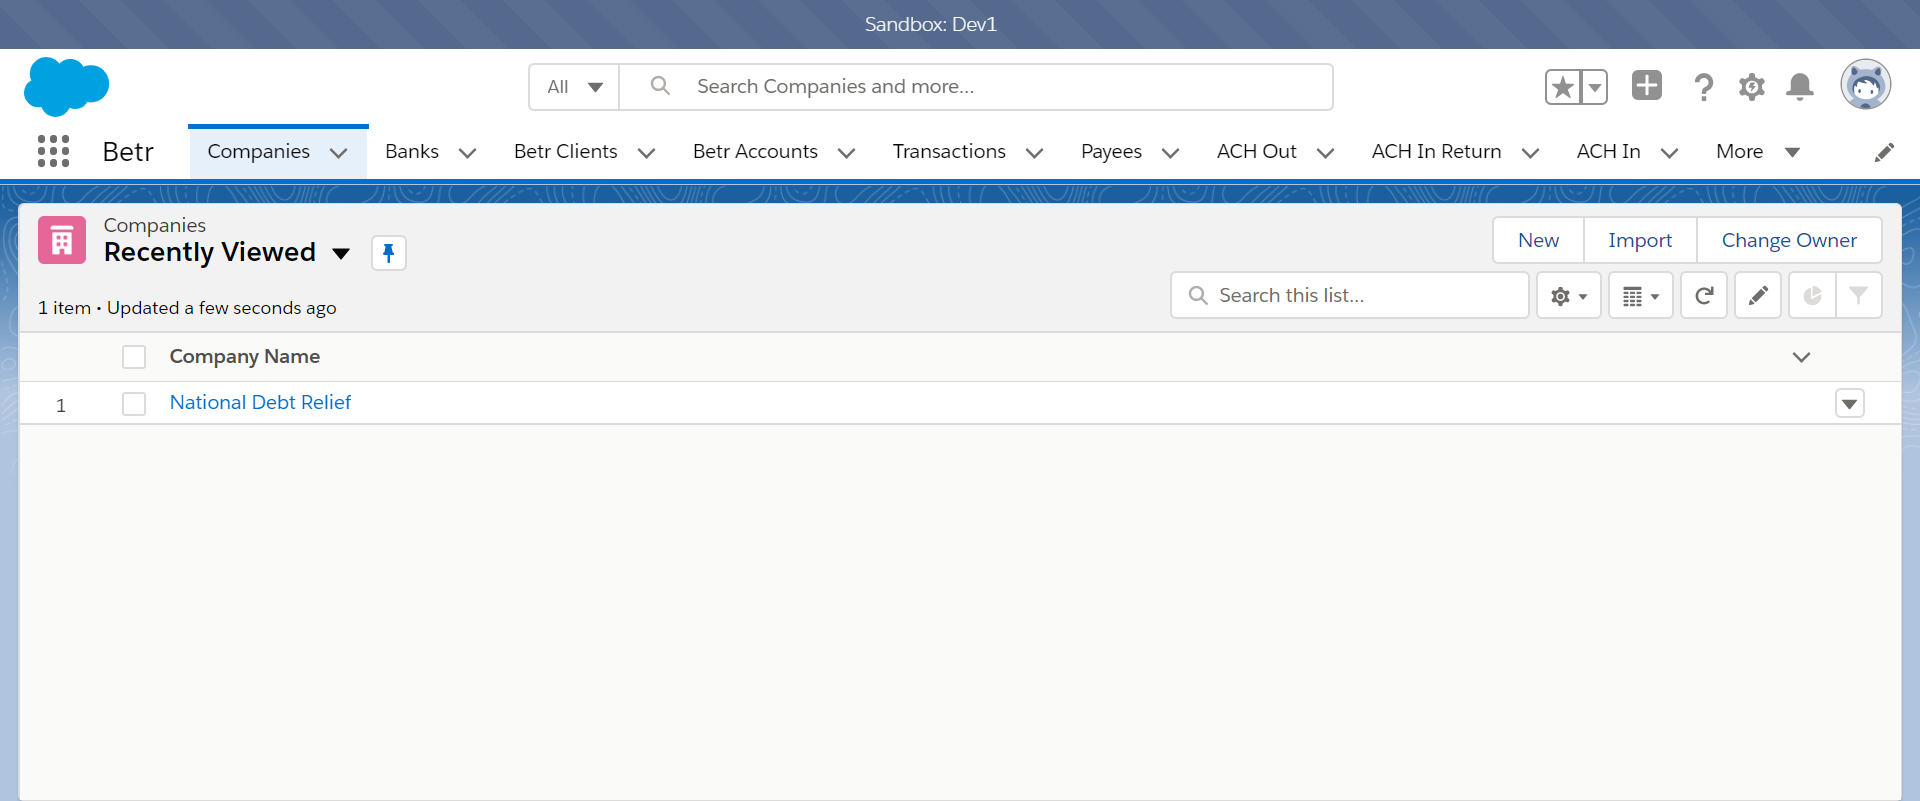 Sandbox: Dev1
All
Search Companies and more...
Betr
Companies
Banks
Betr Clients
Betr Accounts
Transactions
Payees
ACH Out
ACH In Return
ACH In
More
Companies
Recently Viewed
New
Import
Change Owner
1 item • Updated a few seconds ago
Search this list...
Company Name
1
National Debt Relief